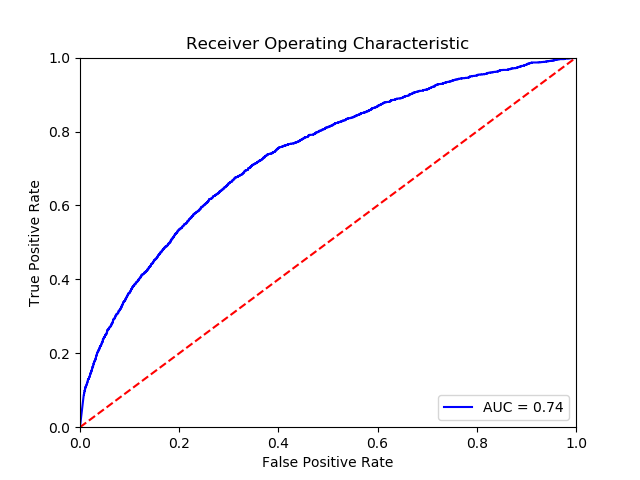 Receiver Operating Characteristic
True Positive Rate
1.0
0.8
0.6
0.4
0.2
0.0
AUC = 0.74
0.0 0.2 0.4 0.6 0.8 1.0
False Positive Rate